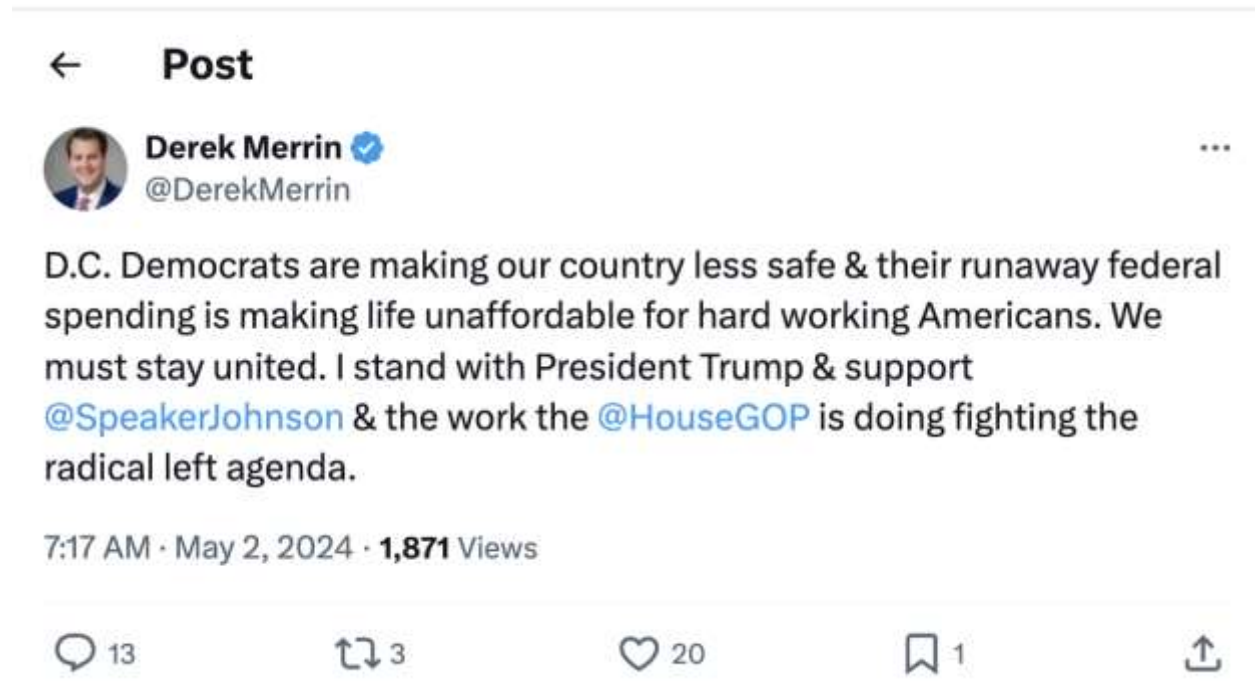 Post
Derek Merrin
@DerekMerrin
D.C. Democrats are making our country less safe & their runaway federal
spending is making life unaffordable for hard working Americans. We
must stay united. I stand with President Trump & support
@SpeakerJohnson & the work the @HouseGOP is doing fighting the
radical left agenda.
7:17 AM · May 2, 2024 · 1,871 Views
13 3 20 1